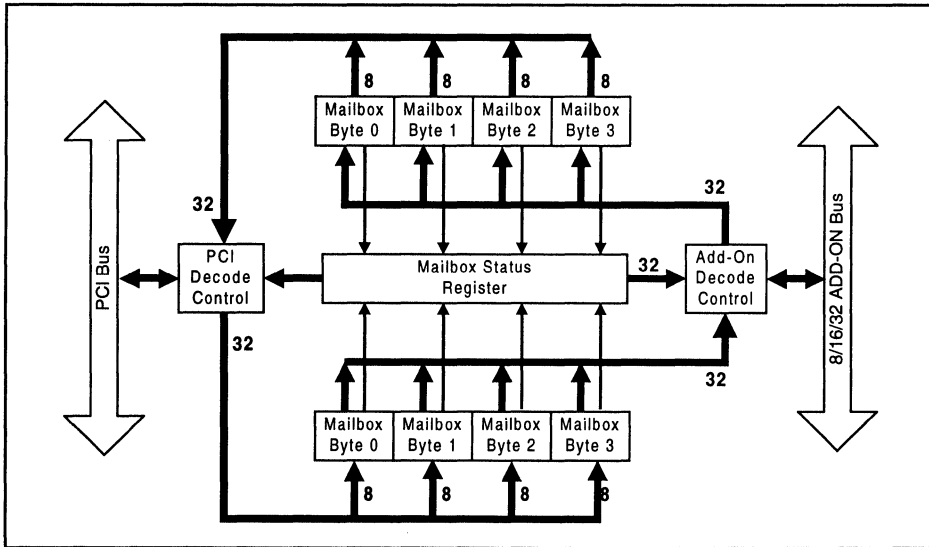 8 8 8 8
Mailbox Mailbox Mailbox Mailbox
Byte 0 Byte 1 Byte 2 Byte 3
32
32
PCI Bus
PCI
Decode
Control
Mailbox Status
Register
32
Add-On
Decode
Control
8/16/32 ADD-ON Bus
32
32
Mailbox Mailbox Mailbox Mailbox
Byte 0 Byte 1 Byte 2 Byte 3
8 8 8 8